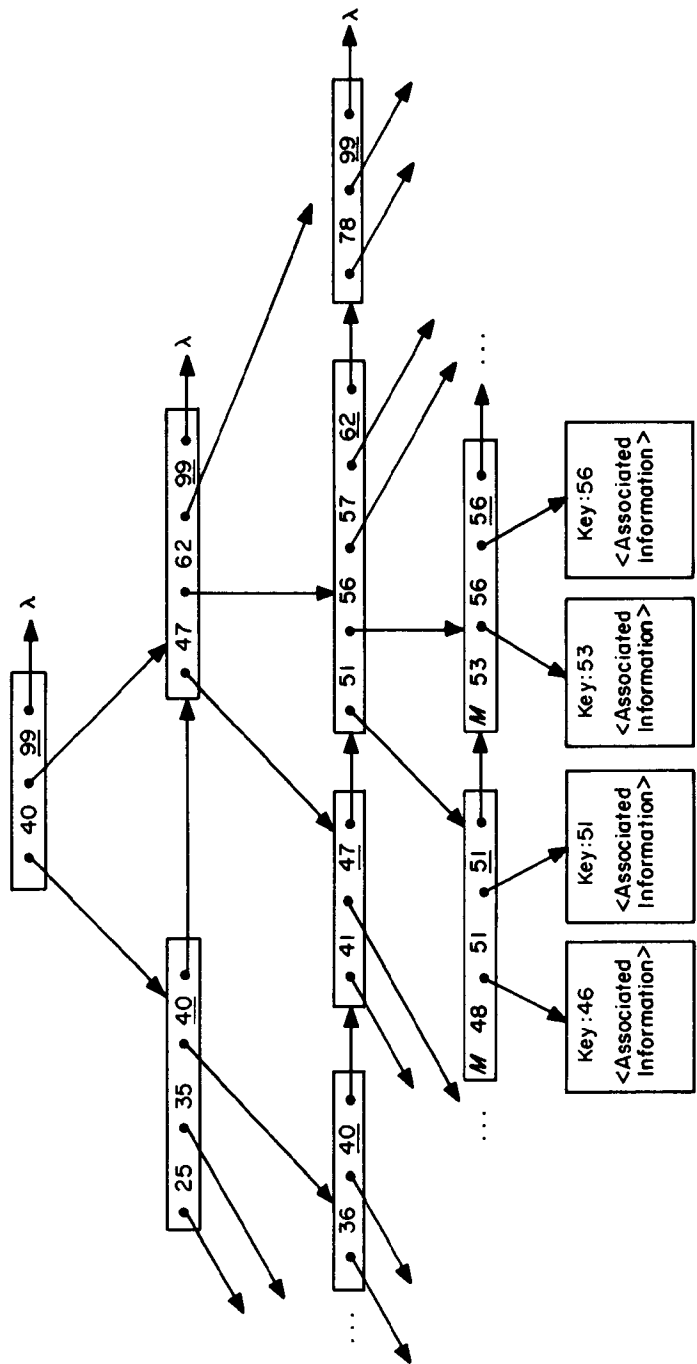 40 99 λ
25 35 40
47 62 99 λ
... 36 40
41 47
51 56 57 62
78 99 λ
... M 48 51 51
M 53 56 56 ...
Key:46
<Associated
Information>
Key:51
<Associated
Information>
Key:53
<Associated
Information>
Key:56
<Associated
Information>